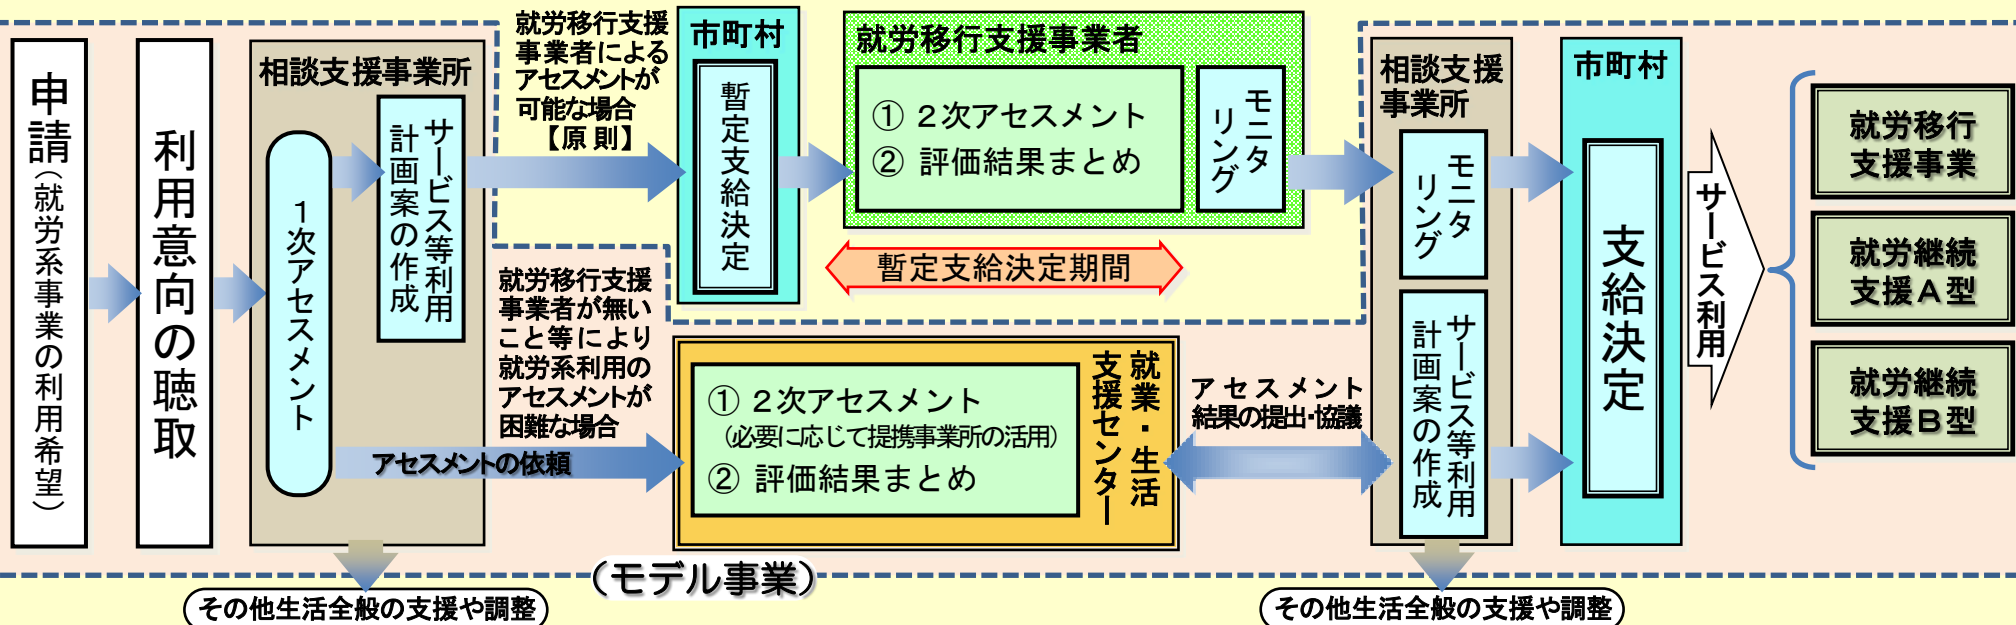 申請（就労系事業の利用希望）
利用意向の聴取
相談支援事業所
１次アセスメント
サービス等利用
計画案の作成
就労移行支援
事業者による
アセスメントが
可能な場合
【原則】
市町村
暫定支給決定
就労移行支援事業者
① ２次アセスメント
② 評価結果まとめ
モニタ
リング
暫定支給決定期間
就労移行支援
事業者が無い
こと等により
就労系利用の
アセスメントが
困難な場合
アセスメントの依頼
① ２次アセスメント
（必要に応じて提携事業所の活用）
② 評価結果まとめ
就業・生活
支援センター
アセスメント
結果の提出・協議
相談支援
事業所
モニタ
リング
サービス等利用
計画案の作成
市町村
支給決定
サービス利用
就労移行
支援事業
就労継続
支援Ａ型
就労継続
支援Ｂ型
（モデル事業）
その他生活全般の支援や調整
その他生活全般の支援や調整